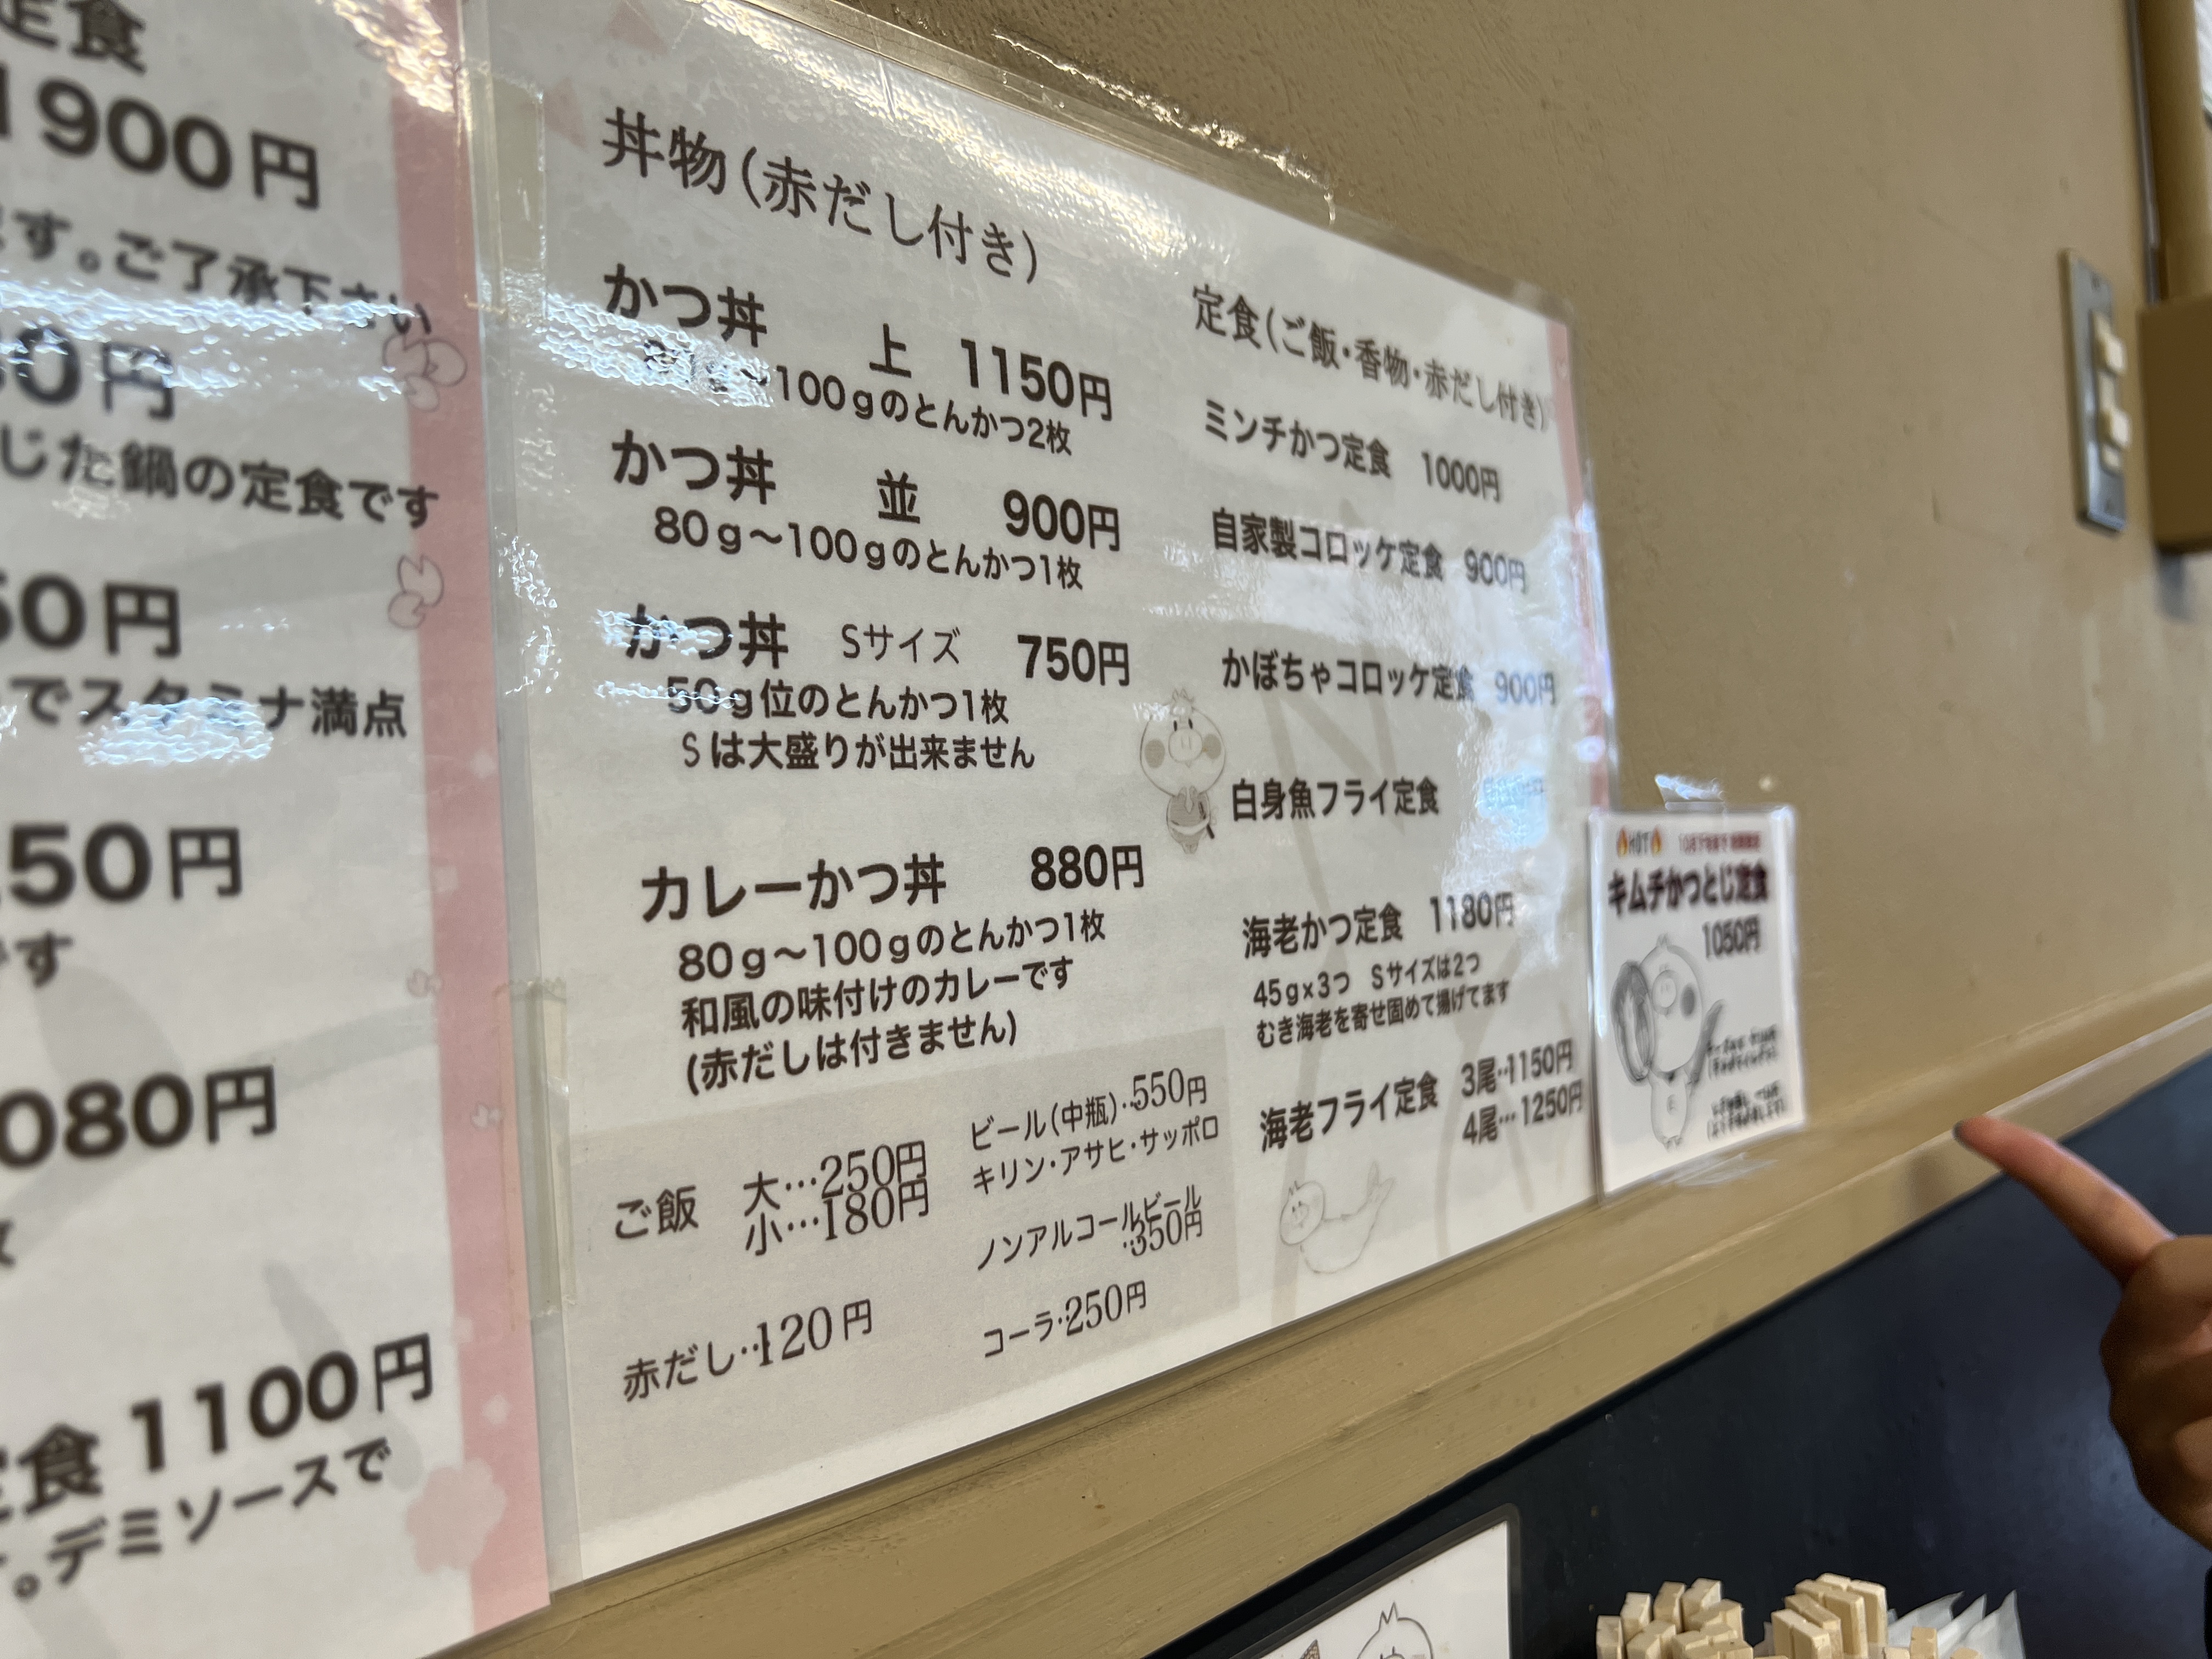 定食
1900円
ます。ご了承下さい
50円
じた鍋の定食です
50円
でスタミナ満点
50円
です
080円
定食 1100円
。デミソースで
丼物(赤だし付き)
かつ丼 上 1150円
80g〜100gのとんかつ2枚
かつ丼 並 900円
80g〜100gのとんかつ1枚
かつ丼 Sサイズ 750円
50g位のとんかつ1枚
Sは大盛りが出来ません
カレーかつ丼 880円
80g〜100gのとんかつ1枚
和風の味付けのカレーです
(赤だしは付きません)
ご飯 大…250円
小…180円
赤だし‥120円
ビール(中瓶)‥550円
キリン・アサヒ・サッポロ
ノンアルコールビール
‥350円
コーラ‥250円
定食(ご飯・香物・赤だし付き)
ミンチかつ定食 1000円
自家製コロッケ定食 900円
かぼちゃコロッケ定食 900円
白身魚フライ定食
海老かつ定食 1180円
45g×3つ Sサイズは2つ
むき海老を寄せ固めて揚げてます
海老フライ定食 3尾‥1150円
4尾…1250円
HOT
キムチかつとじ定食
1050円